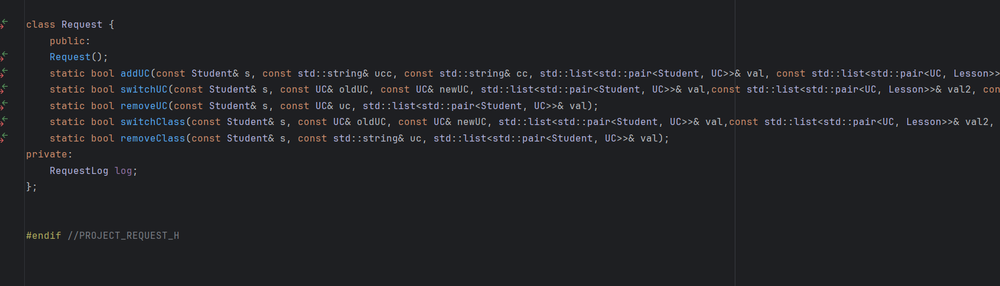 class Request {
    public:
    Request();
    static bool addUC(const Student& s, const std::string& ucc, const std::string& cc, std::list<std::pair<Student, UC>>& val, const std::list<std::pair<UC, Lesson>>
    static bool switchUC(const Student& s, const UC& oldUC, const UC& newUC, std::list<std::pair<Student, UC>>& val,const std::list<std::pair<UC, Lesson>>& val2, con
    static bool removeUC(const Student& s, const UC& uc, std::list<std::pair<Student, UC>>& val);
    static bool switchClass(const Student& s, const UC& oldUC, const UC& newUC, std::list<std::pair<Student, UC>>& val,const std::list<std::pair<UC, Lesson>>& val2,
    static bool removeClass(const Student& s, const std::string& uc, std::list<std::pair<Student, UC>>& val);
private:
    RequestLog log;
};
#endif //PROJECT_REQUEST_H